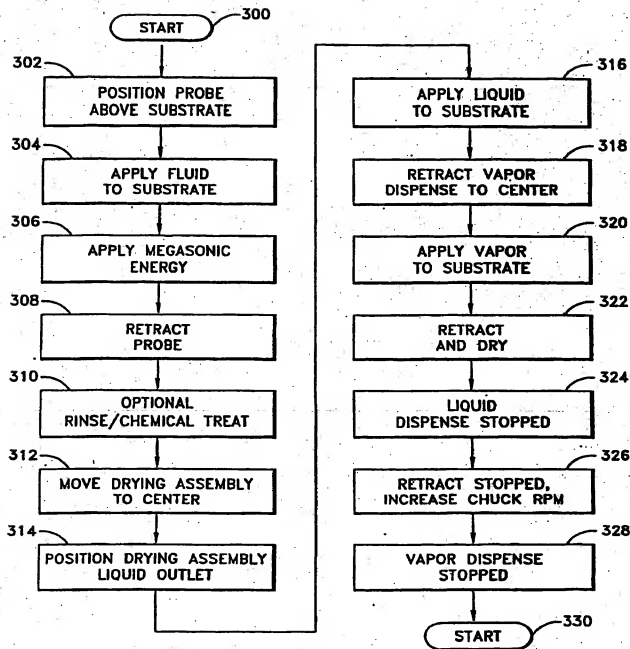 START
300
302
POSITION PROBE
ABOVE SUBSTRATE
304
APPLY FLUID
TO SUBSTRATE
306
APPLY MEGASONIC
ENERGY
308
RETRACT
PROBE
310
OPTIONAL
RINSE/CHEMICAL TREAT
312
MOVE DRYING ASSEMBLY
TO CENTER
314
POSITION DRYING ASSEMBLY
LIQUID OUTLET
316
APPLY LIQUID
TO SUBSTRATE
318
RETRACT VAPOR
DISPENSE TO CENTER
320
APPLY VAPOR
TO SUBSTRATE
322
RETRACT
AND DRY
324
LIQUID
DISPENSE STOPPED
326
RETRACT STOPPED,
INCREASE CHUCK RPM
328
VAPOR DISPENSE
STOPPED
START
330